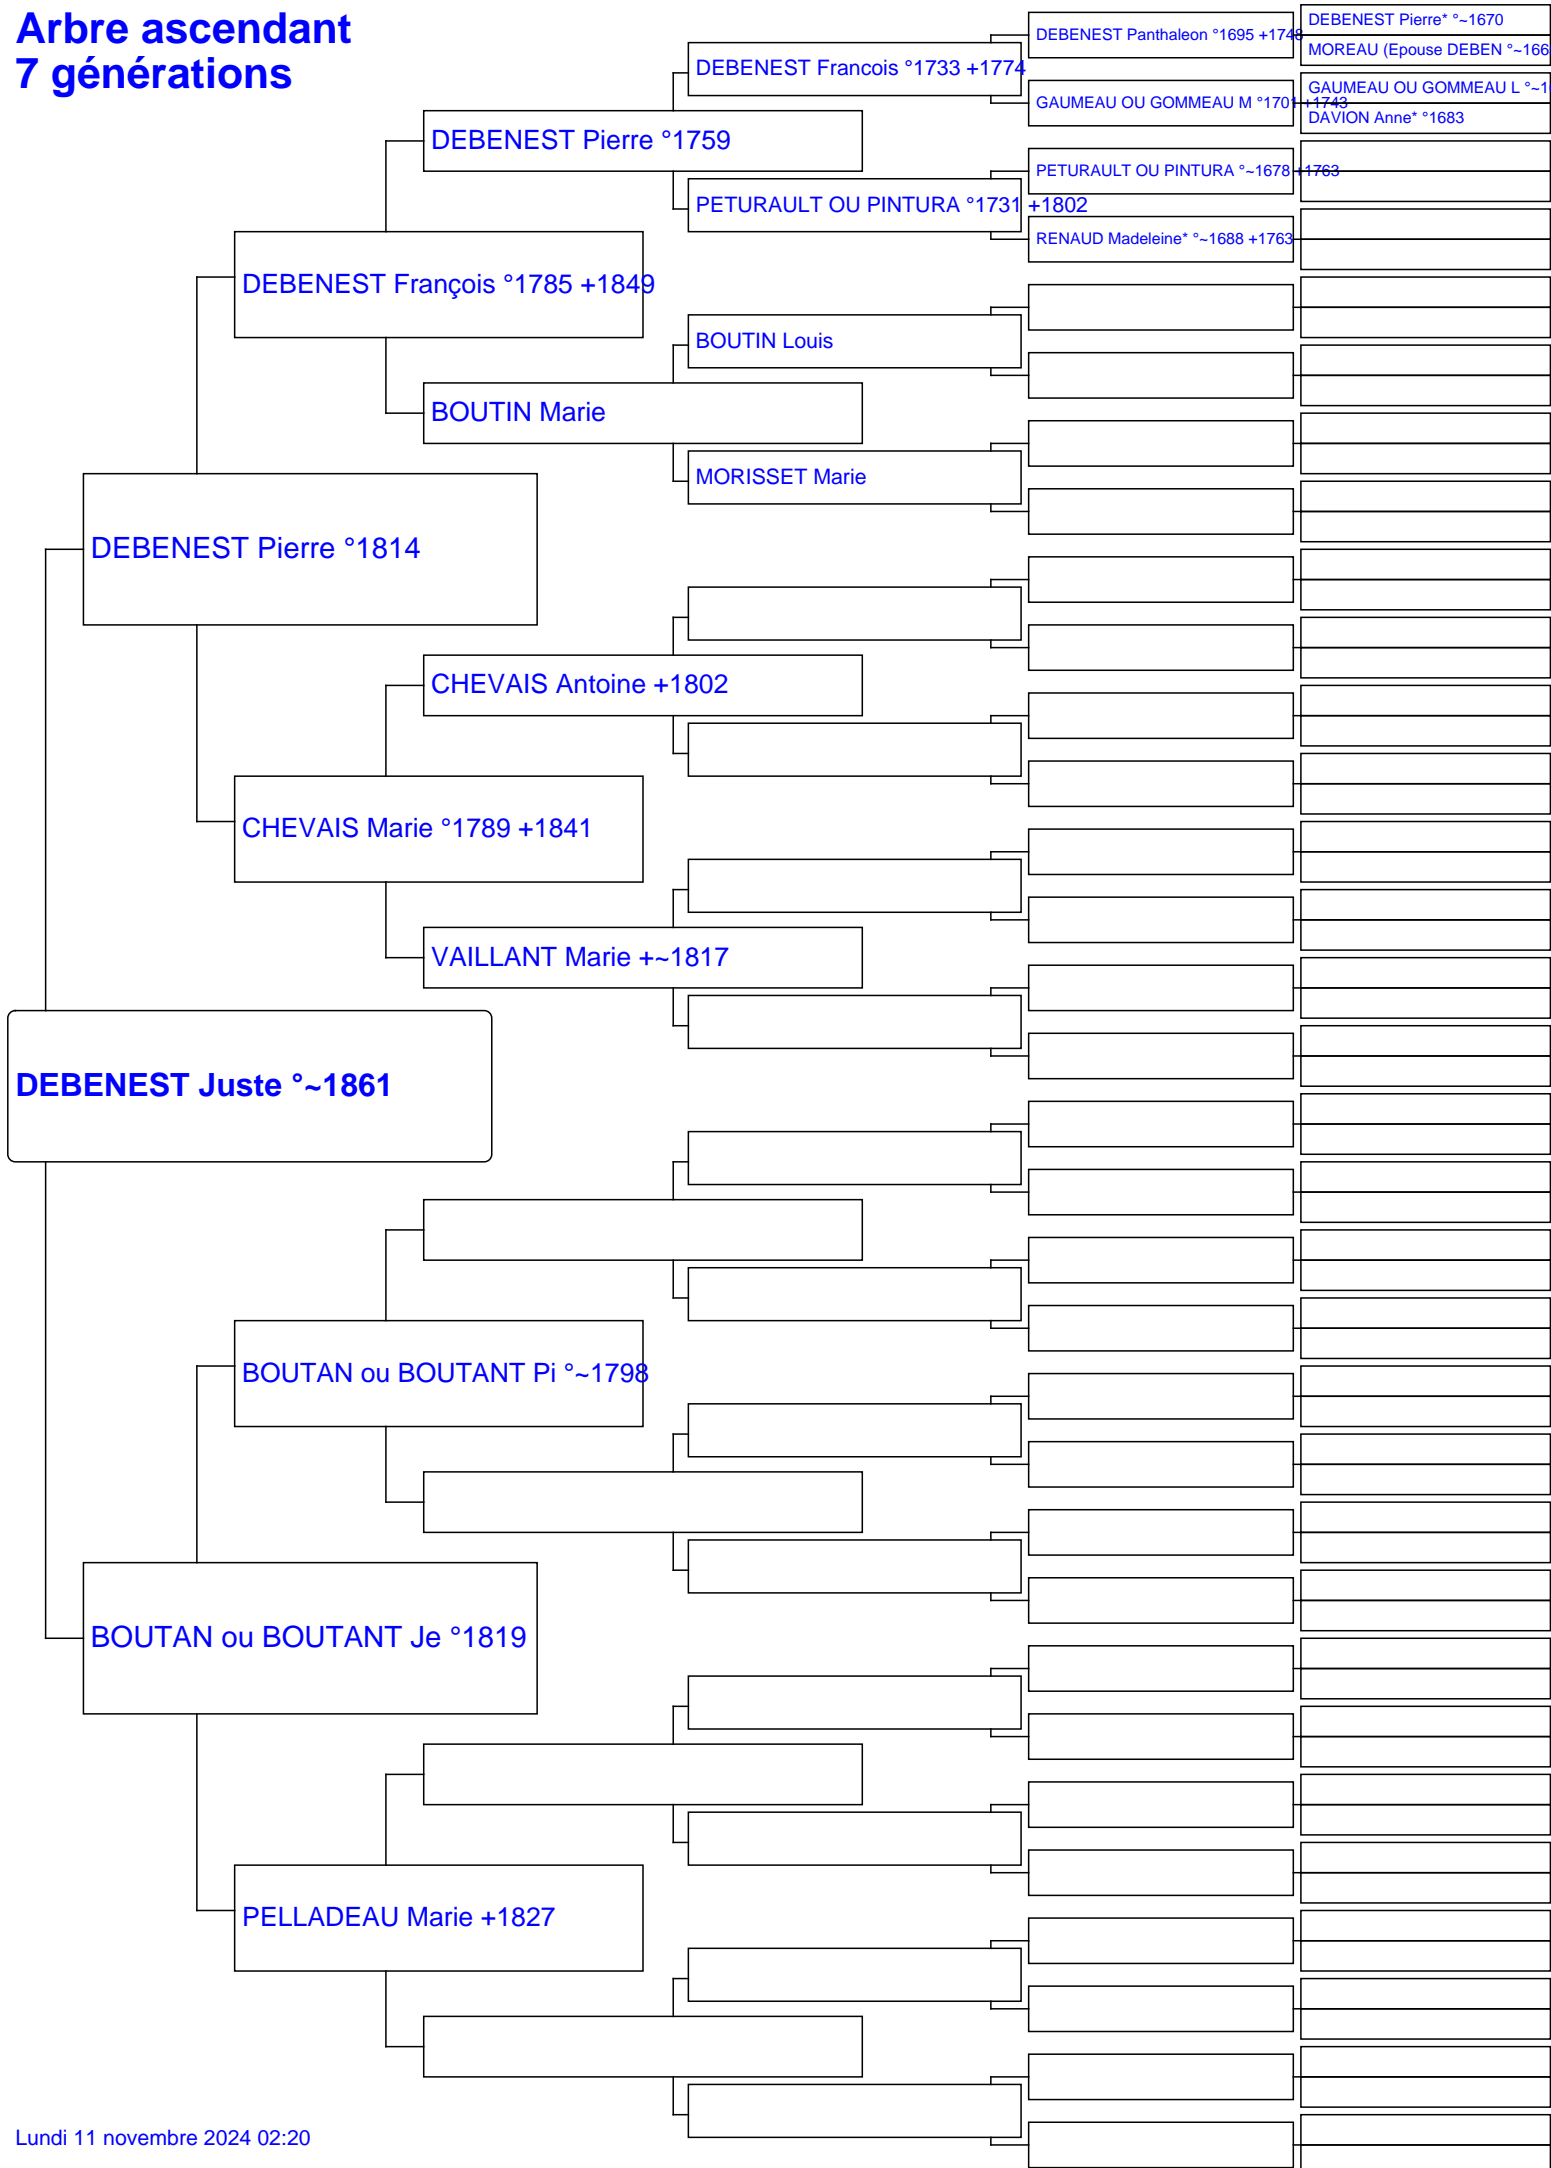 Arbre ascendant
7 générations
DEBENEST Pierre* °~1670
DEBENEST Panthaleon °1695 +1748
MOREAU (Epouse DEBEN °~166
DEBENEST Francois °1733 +1774
GAUMEAU OU GOMMEAU L °~1
GAUMEAU OU GOMMEAU M °1701 +1743
DAVION Anne* °1683
DEBENEST Pierre °1759
PETURAULT OU PINTURA °~1678 +1763
PETURAULT OU PINTURA °1731 +1802
RENAUD Madeleine* °~1688 +1763
DEBENEST François °1785 +1849
BOUTIN Louis
BOUTIN Marie
MORISSET Marie
DEBENEST Pierre °1814
CHEVAIS Antoine +1802
CHEVAIS Marie °1789 +1841
VAILLANT Marie +~1817
DEBENEST Juste °~1861
BOUTAN ou BOUTANT Pi °~1798
BOUTAN ou BOUTANT Je °1819
PELLADEAU Marie +1827
Lundi 11 novembre 2024 02:20